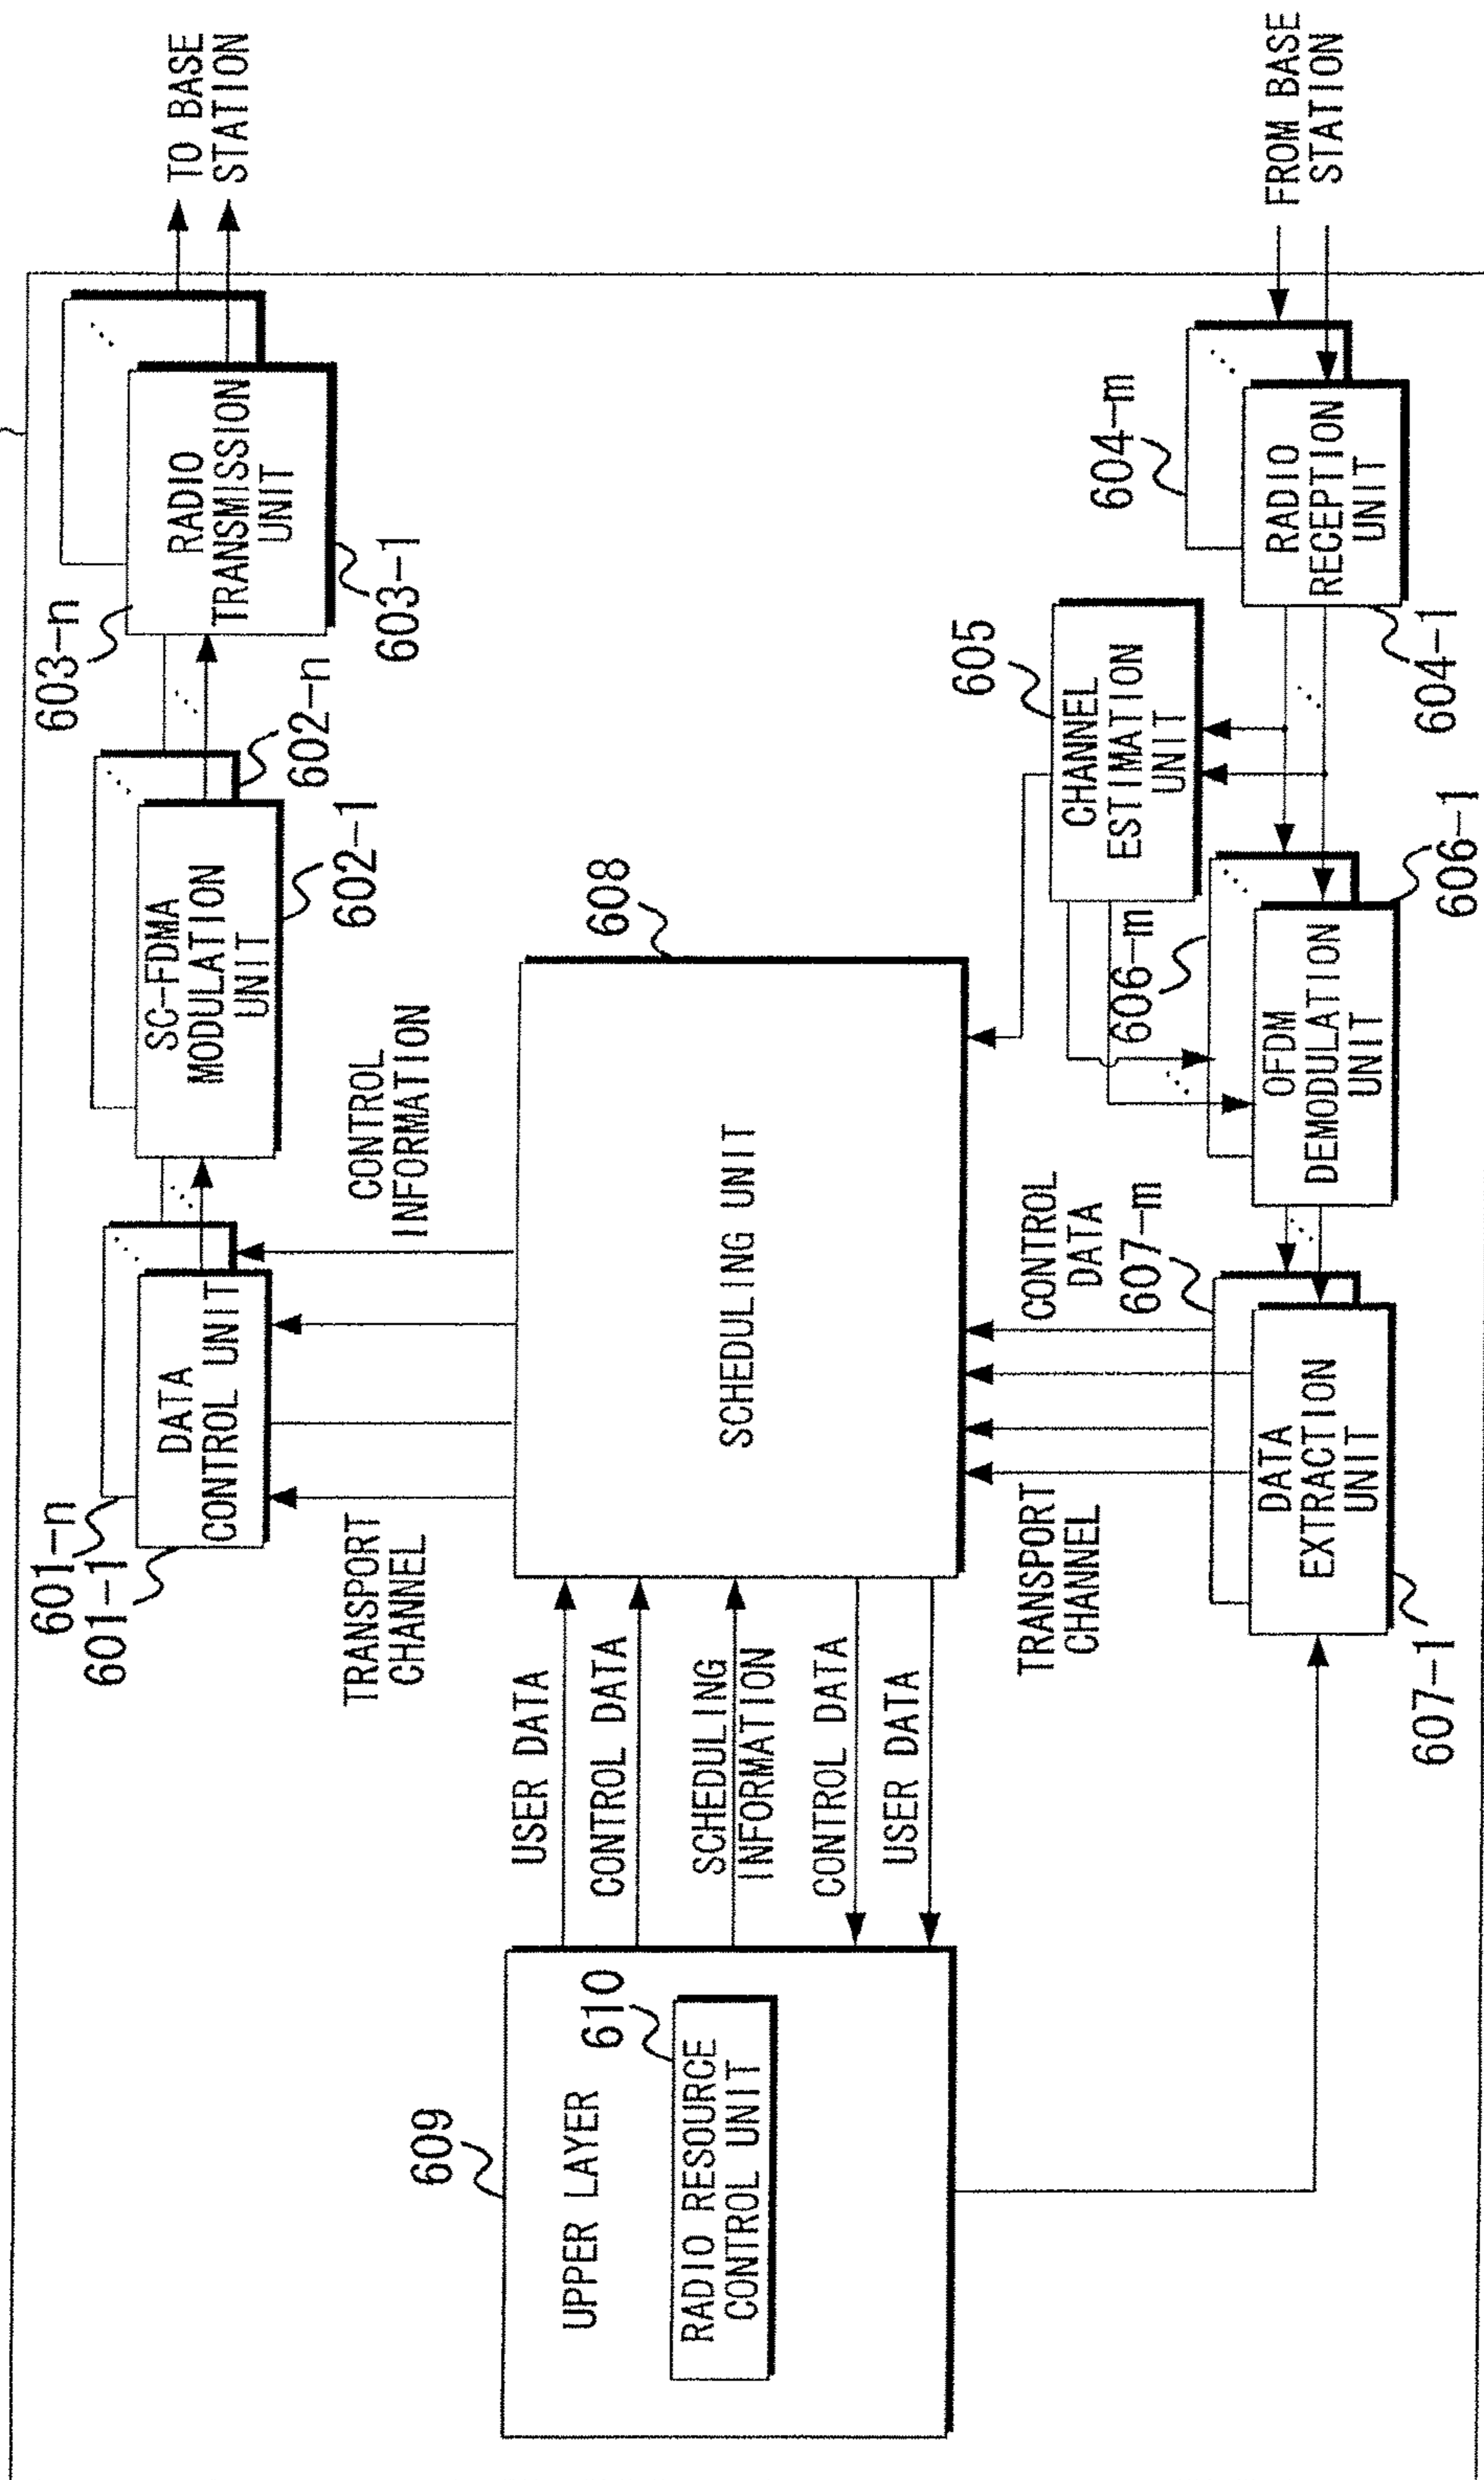 TO BASE
STATION
603-n
RADIO
TRANSMISSION
UNIT
603-1
602-n
SC-FDMA
MODULATION
UNIT
602-1
601-n
601-1
DATA
CONTROL UNIT
CONTROL
INFORMATION
TRANSPORT
CHANNEL
608
SCHEDULING UNIT
USER DATA
CONTROL DATA
SCHEDULING
INFORMATION
CONTROL DATA
USER DATA
609
UPPER LAYER
610
RADIO RESOURCE
CONTROL UNIT
FROM BASE
STATION
604-m
RADIO
RECEPTION
UNIT
604-1
605
CHANNEL
ESTIMATION
UNIT
606-m
OFDM
DEMODULATION
UNIT
606-1
CONTROL
DATA
607-m
TRANSPORT
CHANNEL
DATA
EXTRACTION
UNIT
607-1